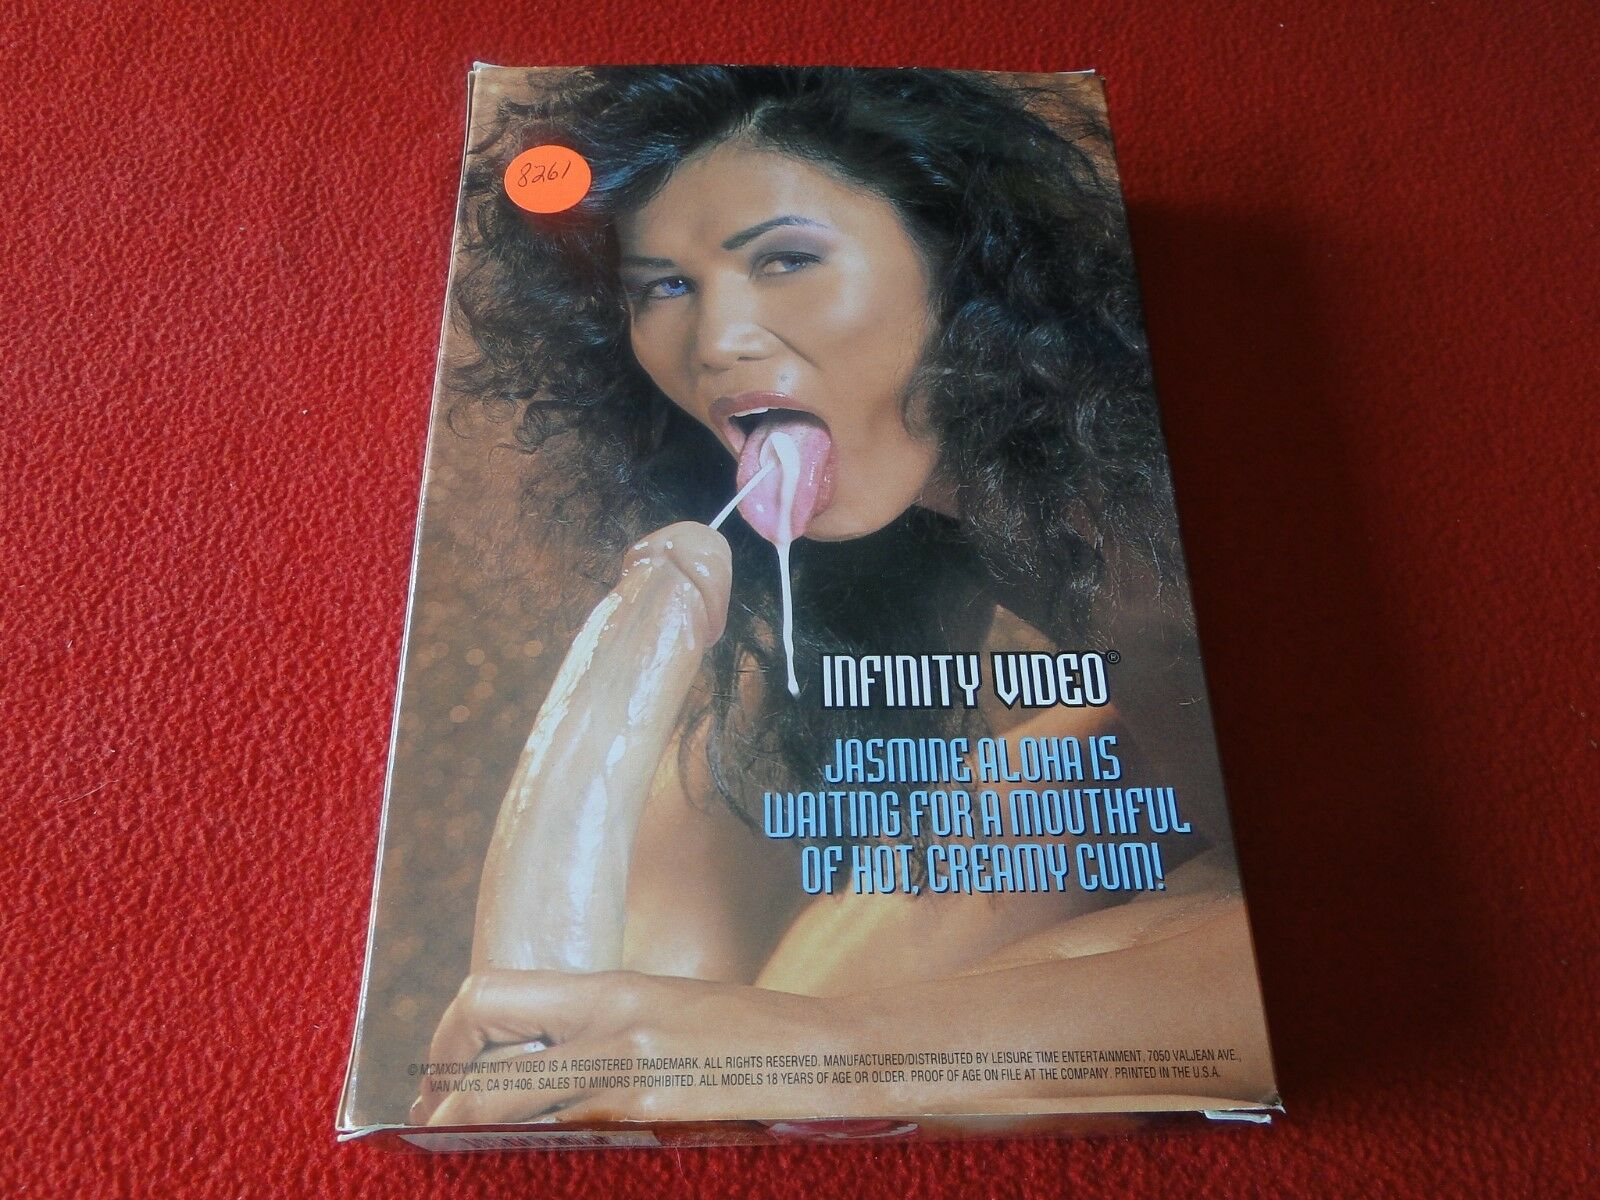 8261
INFINITY VIDEO®
JASMINE ALOHA IS
WAITING FOR A MOUTHFUL
OF HOT, CREAMY CUM!
© MCMXCIV INFINITY VIDEO IS A REGISTERED TRADEMARK. ALL RIGHTS RESERVED. MANUFACTURED/DISTRIBUTED BY LEISURE TIME ENTERTAINMENT, 7050 VALJEAN AVE.,
VAN NUYS, CA 91406. SALES TO MINORS PROHIBITED. ALL MODELS 18 YEARS OF AGE OR OLDER. PROOF OF AGE ON FILE AT THE COMPANY. PRINTED IN THE U.S.A.